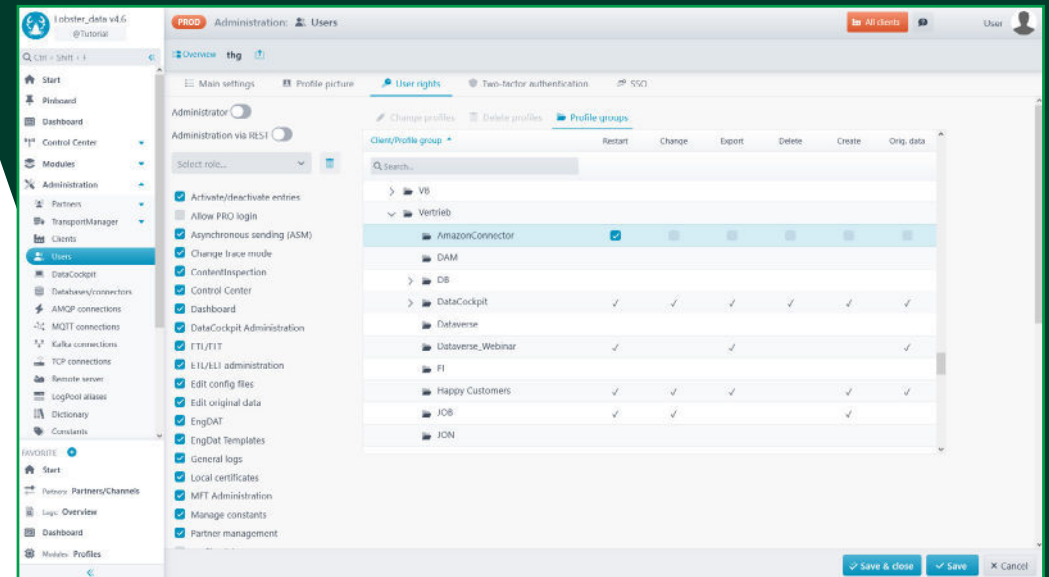 Lobster_data v4.6
@Tutorial
PROD Administration: Users
All clients
User
Ctrl + Shift + F
Overview thg
Start
Pinboard
Dashboard
Control Center
Modules
Administration
Partners
TransportManager
Clients
Users
DataCockpit
Databases/connectors
AMQP connections
MQTT connections
Kafka connections
TCP connections
Remote server
LogPool aliases
Dictionary
Constants
FAVORITE
Start
Partners Partners/Channels
Logs: Overview
Dashboard
Modules Profiles
Main settings Profile picture User rights Two-factor authentication SSO
Administrator
Administration via REST
Select role...
Activate/deactivate entries
Allow PRO login
Asynchronous sending (ASM)
Change trace mode
ContentInspection
Control Center
Dashboard
DataCockpit Administration
ETL/ELT
ETL/ELT administration
Edit config files
Edit original data
EngDAT
EngDat Templates
General logs
Local certificates
MFT Administration
Manage constants
Partner management
Change profiles Delete profiles Profile groups
Client/Profile group Restart Change Export Delete Create Orig. data
Search...
V6
Vertrieb
AmazonConnector
DAM
DB
DataCockpit ✓ ✓ ✓ ✓ ✓ ✓
Dataverse
Dataverse_Webinar ✓ ✓ ✓
FI
Happy Customers ✓ ✓ ✓ ✓ ✓
JOB ✓ ✓ ✓
JON
Save & close Save Cancel